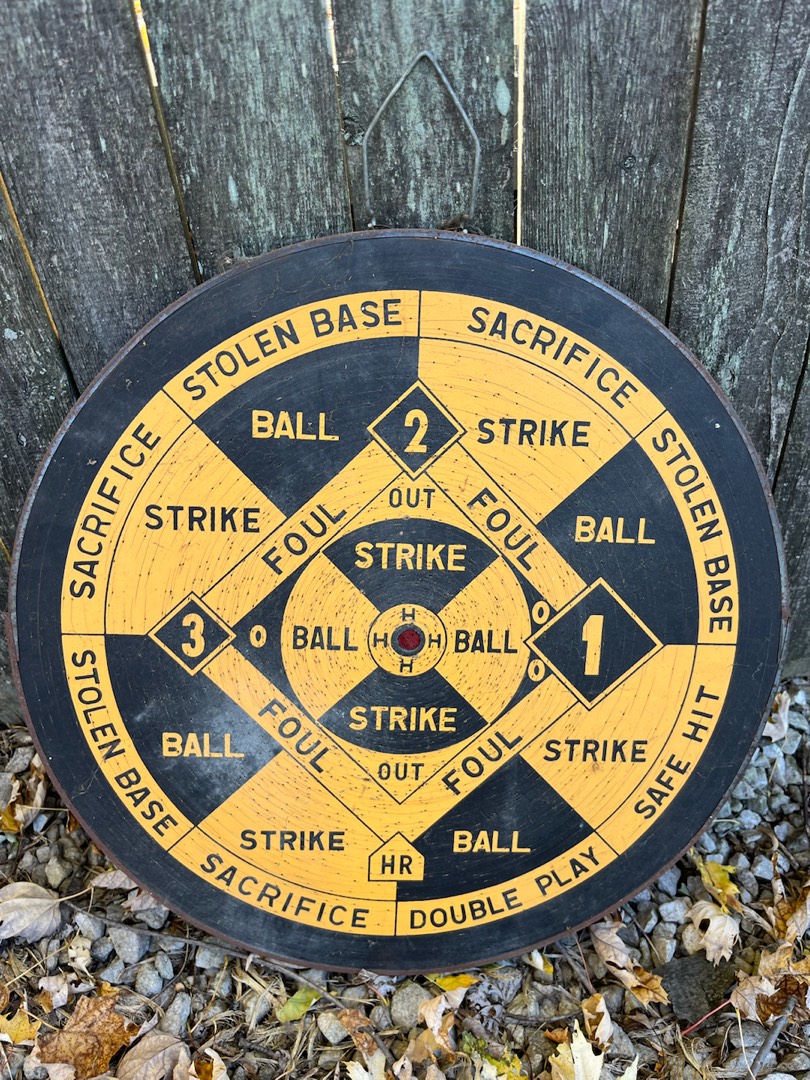 STOLEN BASE
SACRIFICE
SACRIFICE
STOLEN BASE
BALL
2
STRIKE
STRIKE
BALL
OUT
FOUL
FOUL
STRIKE
3
O
BALL
H
H H
H
BALL
O
O
1
STRIKE
FOUL
FOUL
OUT
BALL
STRIKE
STOLEN BASE
SAFE HIT
STRIKE
HR
BALL
SACRIFICE
DOUBLE PLAY